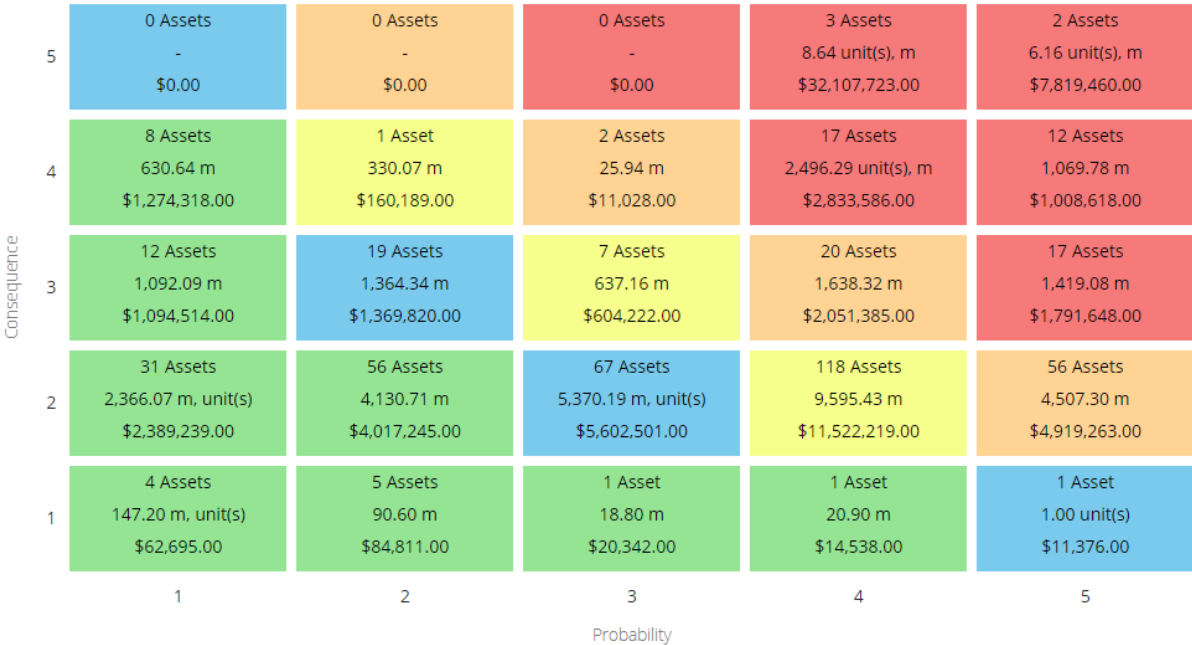 0 Assets
-
$0.00
0 Assets
-
$0.00
0 Assets
-
$0.00
3 Assets
8.64 unit(s), m
$32,107,723.00
2 Assets
6.16 unit(s), m
$7,819,460.00
5
8 Assets
630.64 m
$1,274,318.00
1 Asset
330.07 m
$160,189.00
2 Assets
25.94 m
$11,028.00
17 Assets
2,496.29 unit(s), m
$2,833,586.00
12 Assets
1,069.78 m
$1,008,618.00
4
Consequence
12 Assets
1,092.09 m
$1,094,514.00
19 Assets
1,364.34 m
$1,369,820.00
7 Assets
637.16 m
$604,222.00
20 Assets
1,638.32 m
$2,051,385.00
17 Assets
1,419.08 m
$1,791,648.00
3
31 Assets
2,366.07 m, unit(s)
$2,389,239.00
56 Assets
4,130.71 m
$4,017,245.00
67 Assets
5,370.19 m, unit(s)
$5,602,501.00
118 Assets
9,595.43 m
$11,522,219.00
56 Assets
4,507.30 m
$4,919,263.00
2
4 Assets
147.20 m, unit(s)
$62,695.00
5 Assets
90.60 m
$84,811.00
1 Asset
18.80 m
$20,342.00
1 Asset
20.90 m
$14,538.00
1 Asset
1.00 unit(s)
$11,376.00
1
1
2
3
4
5
Probability